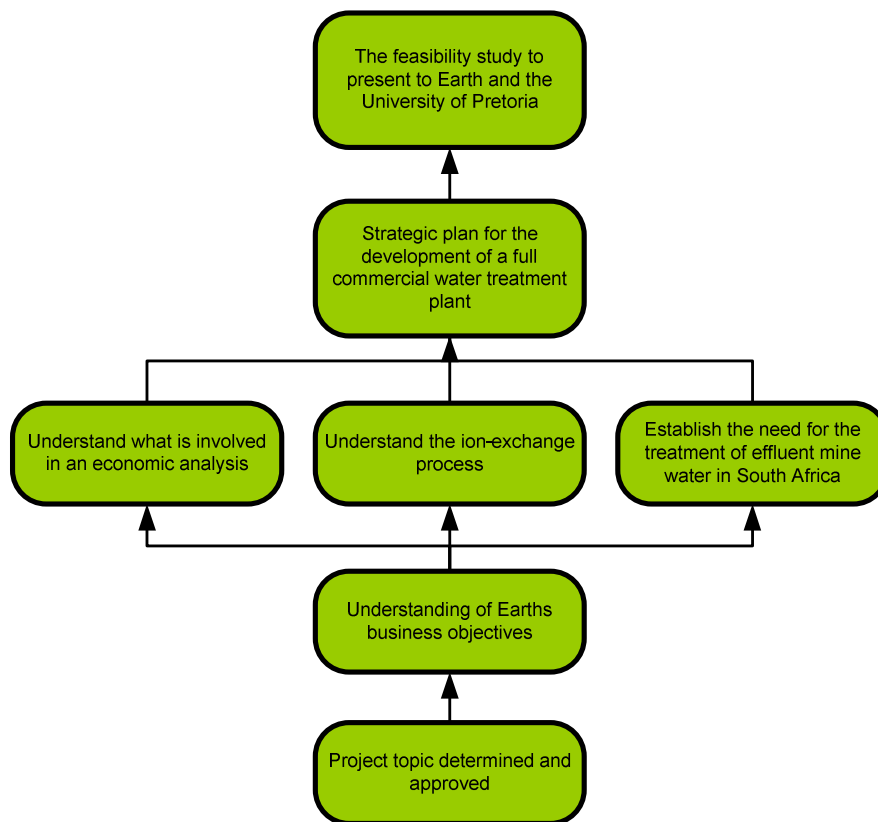 The feasibility study to
present to Earth and the
University of Pretoria
Strategic plan for the
development of a full
commercial water treatment
plant
Understand what is involved
in an economic analysis
Understand the ion-exchange
process
Establish the need for the
treatment of effluent mine
water in South Africa
Understanding of Earths
business objectives
Project topic determined and
approved